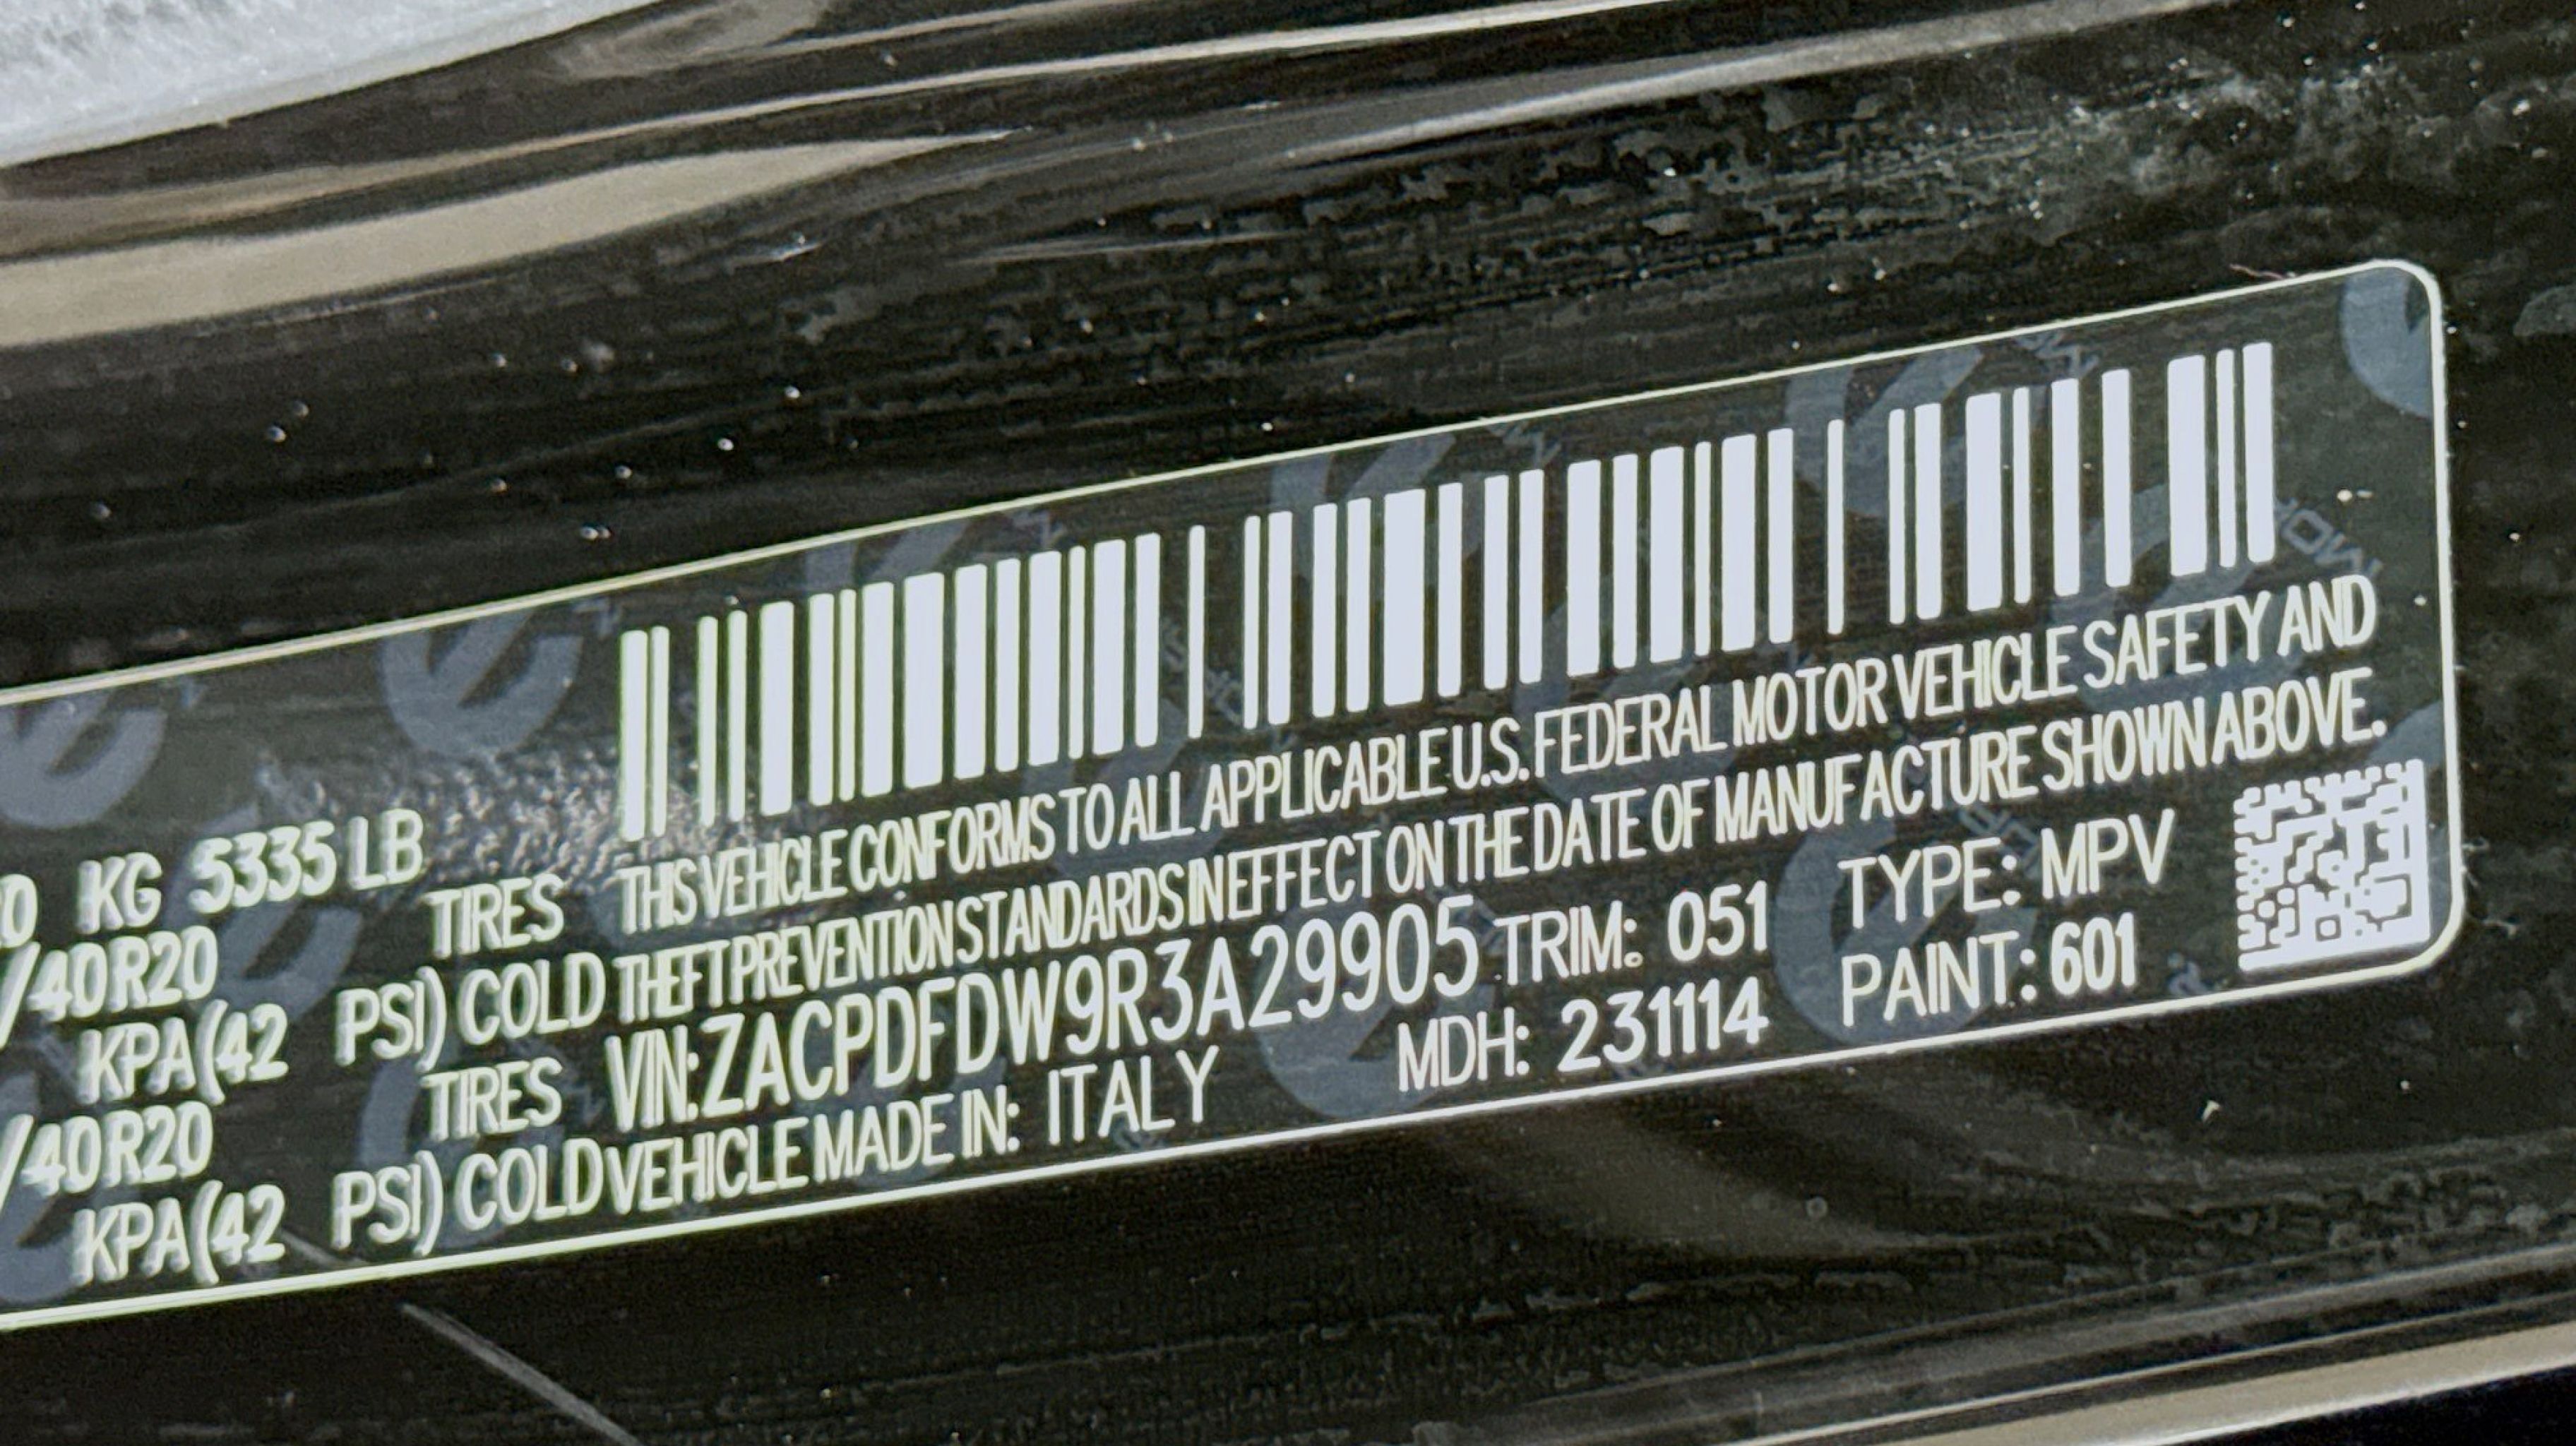 KG 5335 LB
/40R20 TIRES
KPA(42 PSI) COLD
/40R20 TIRES
KPA(42 PSI) COLD
THIS VEHICLE CONFORMS TO ALL APPLICABLE U.S. FEDERAL MOTOR VEHICLE SAFETY AND
THEFT PREVENTION STANDARDS IN EFFECT ON THE DATE OF MANUFACTURE SHOWN ABOVE.
VIN:ZACPDFDW9R3A29905 TRIM: 051 TYPE: MPV
VEHICLE MADE IN: ITALY MDH: 231114 PAINT: 601